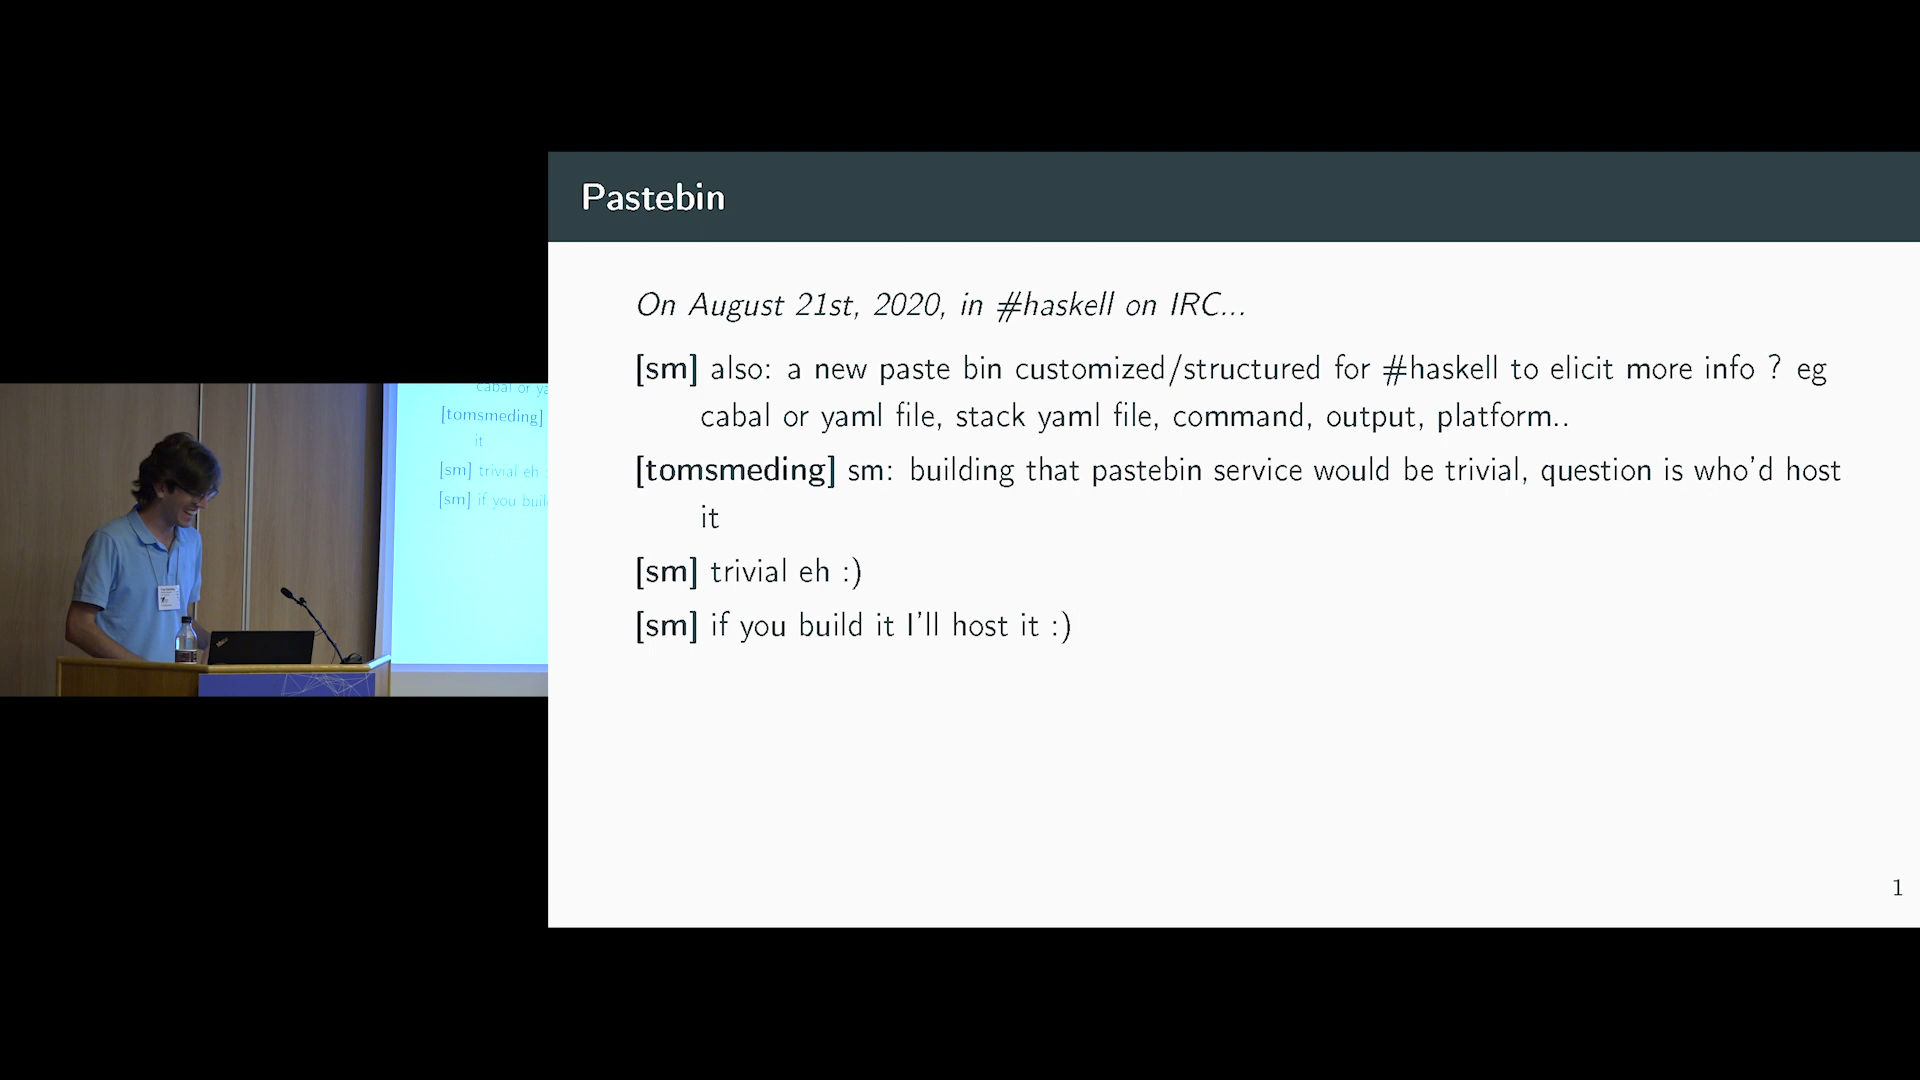 Pastebin
On August 21st, 2020, in #haskell on IRC...
[sm] also: a new paste bin customized/structured for #haskell to elicit more info ? eg
cabal or yaml file, stack yaml file, command, output, platform..
[tomsmeding] sm: building that pastebin service would be trivial, question is who'd host
it
[sm] trivial eh :)
[sm] if you build it I'll host it :)
1
cabal or ya
[tomsmeding]
it
[sm] trivial eh :
[sm] if you buil